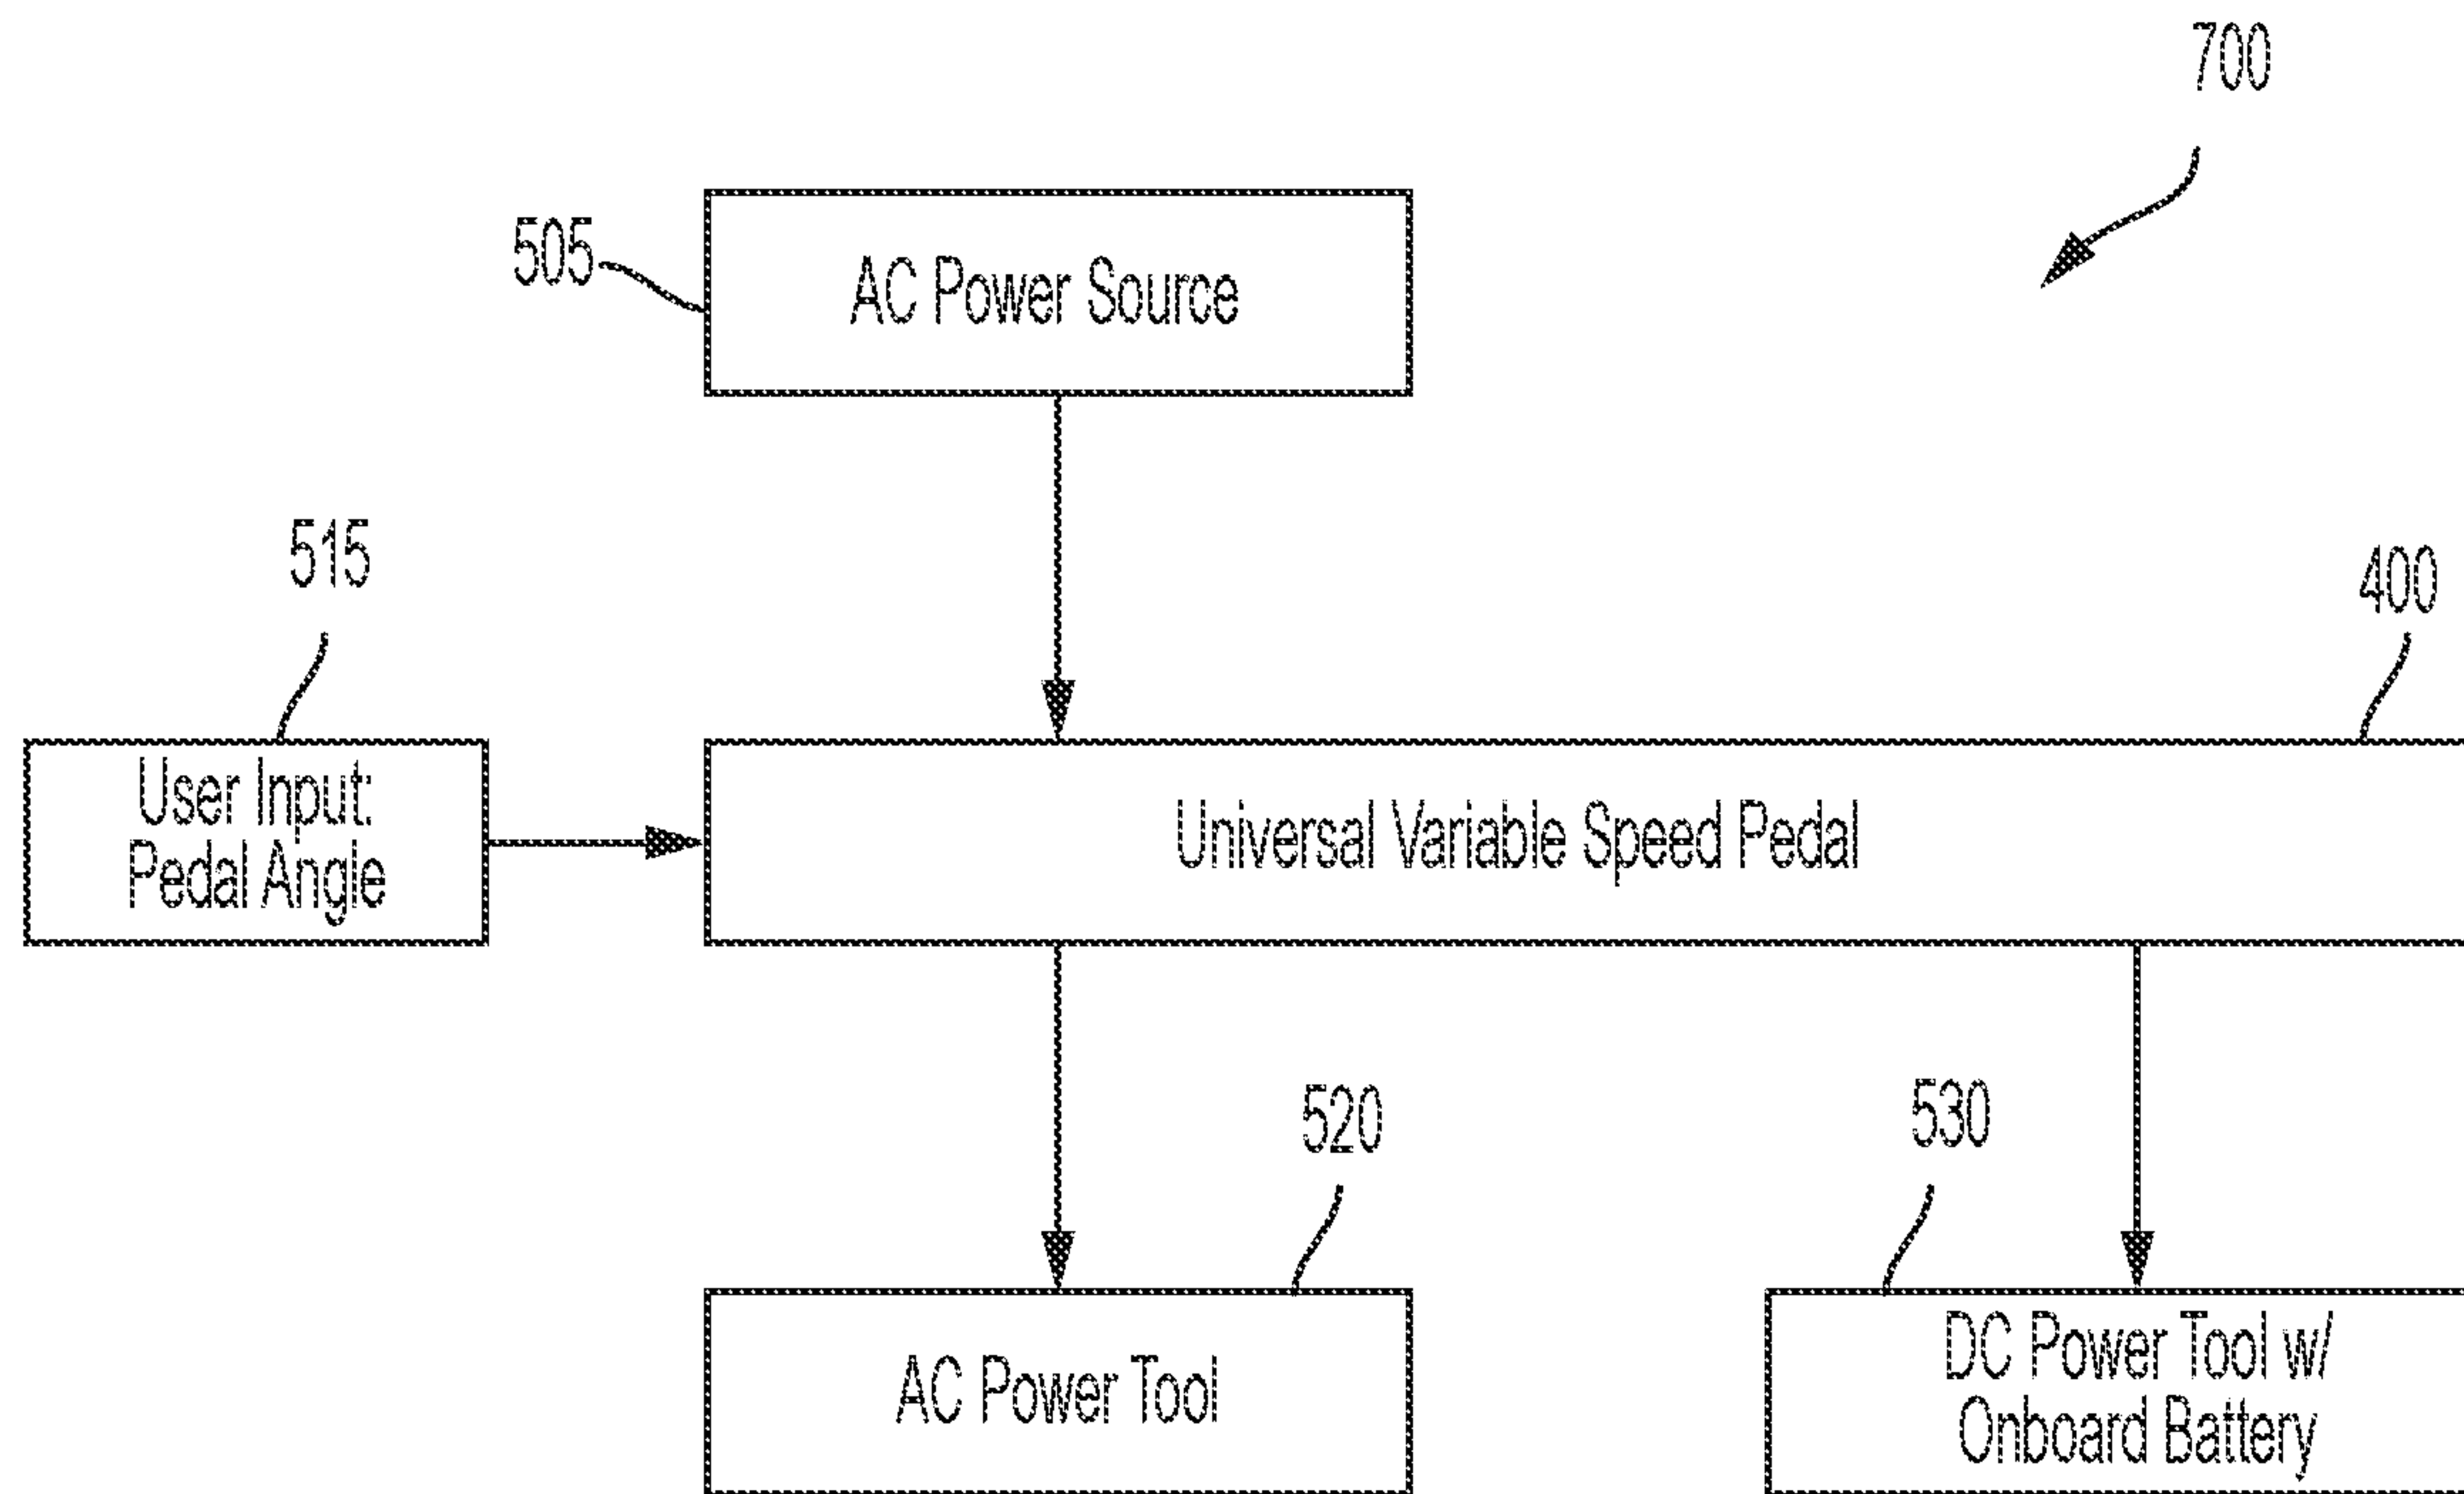 700
505
AC Power Source
515
400
User Input:
Pedal Angle
Universal Variable Speed Pedal
520
530
AC Power Tool
DC Power Tool w/
Onboard Battery